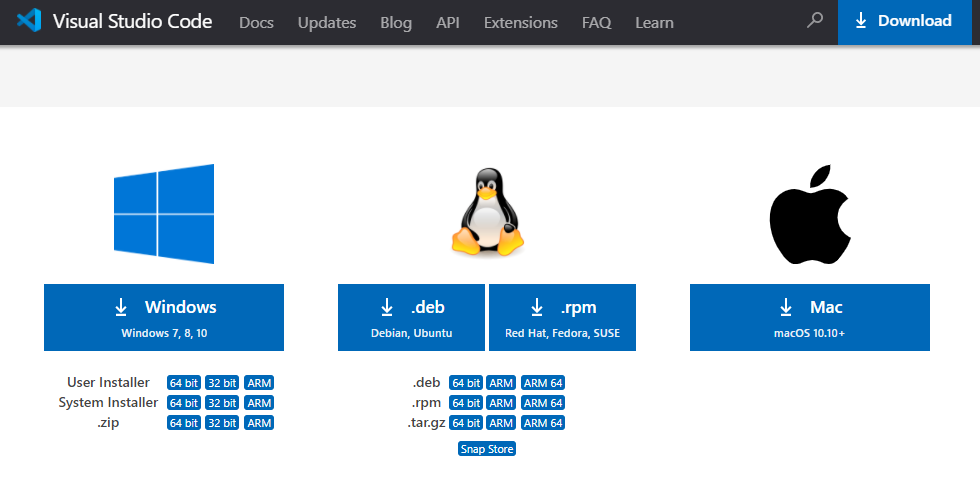 Visual Studio Code Docs Updates Blog API Extensions FAQ Learn Download
Windows
Windows 7, 8, 10
.deb
Debian, Ubuntu
.rpm
Red Hat, Fedora, SUSE
Mac
macOS 10.10+
User Installer 64 bit 32 bit ARM
System Installer 64 bit 32 bit ARM
.zip 64 bit 32 bit ARM
.deb 64 bit ARM ARM 64
.rpm 64 bit ARM ARM 64
.tar.gz 64 bit ARM ARM 64
Snap Store